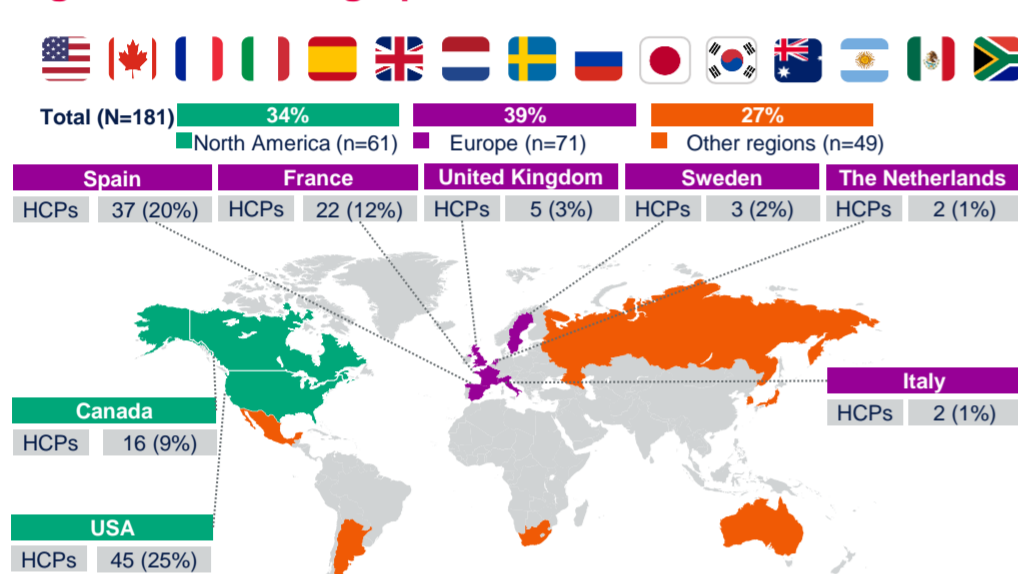 Total (N=181) 34% 39% 27%
North America (n=61) Europe (n=71) Other regions (n=49)
Spain France United Kingdom Sweden The Netherlands
HCPs 37 (20%) HCPs 22 (12%) HCPs 5 (3%) HCPs 3 (2%) HCPs 2 (1%)
Italy
HCPs 2 (1%)
Canada
HCPs 16 (9%)
USA
HCPs 45 (25%)